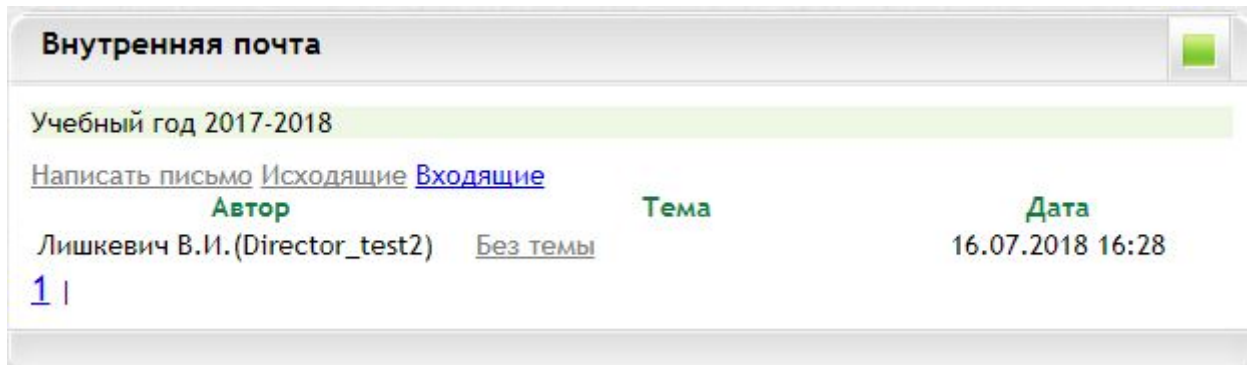 Внутренняя почта
Учебный год 2017-2018
Написать письмо Исходящие Входящие
Автор Тема Дата
Лишкевич В.И.(Director_test2) Без темы 16.07.2018 16:28
1 |